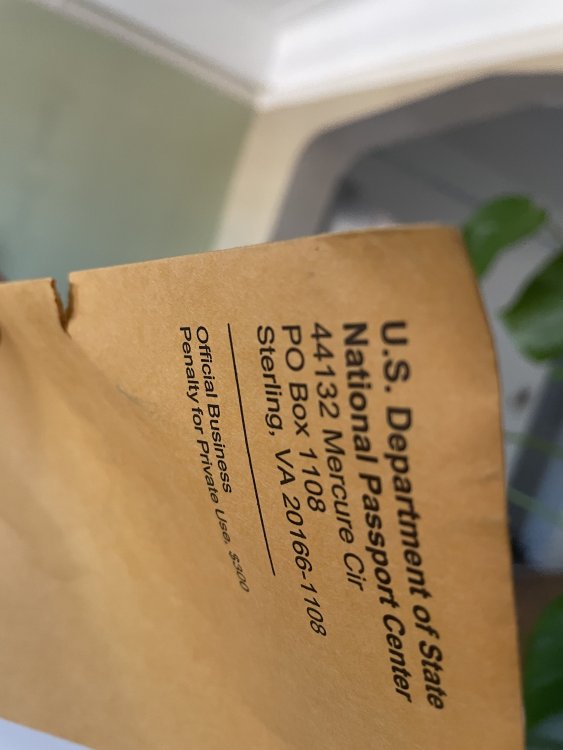 U.S. Department of State
National Passport Center
44132 Mercure Cir
PO Box 1108
Sterling, VA 20166-1108
Official Business
Penalty for Private Use, $300